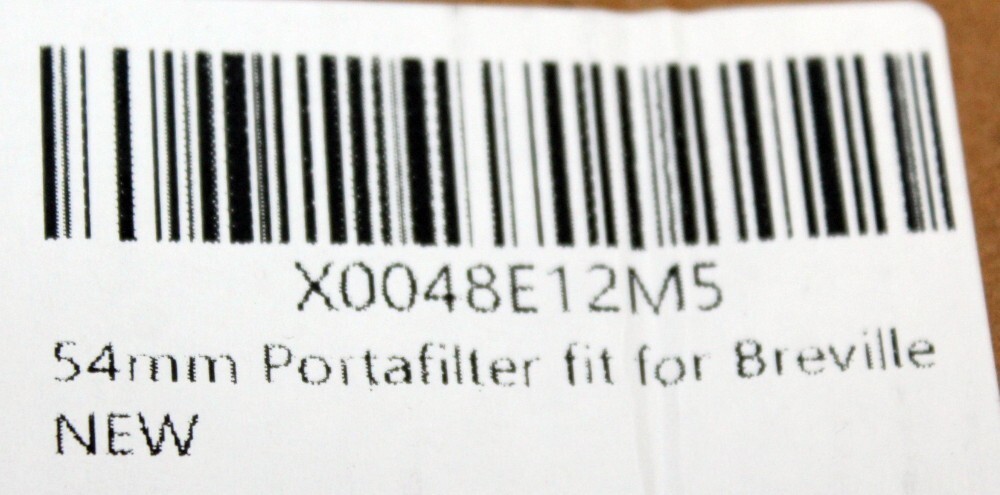 X0048E12M5
54mm Portafilter fit for Breville
NEW